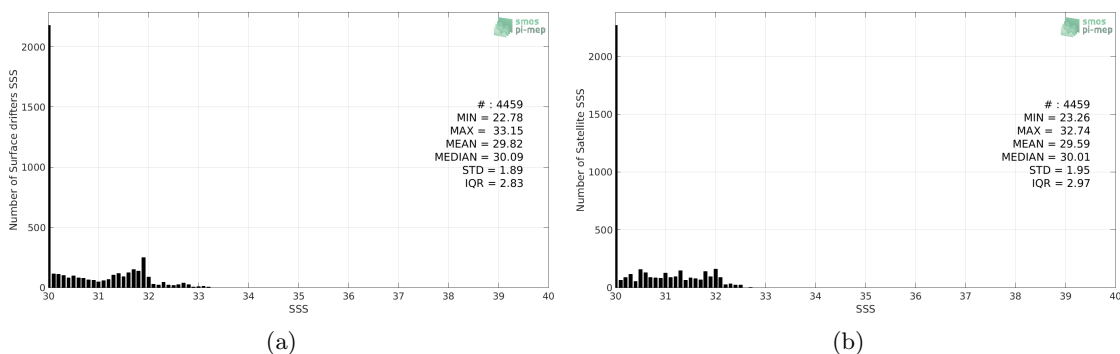 smos
pi-mep
Number of Surface drifters SSS
2000
1500
1000
500
0
# : 4459
MIN = 22.78
MAX = 33.15
MEAN = 29.82
MEDIAN = 30.09
STD = 1.89
IQR = 2.83
30 31 32 33 34 35 36 37 38 39 40
SSS
(a)
smos
pi-mep
Number of Satellite SSS
2000
1500
1000
500
0
# : 4459
MIN = 23.26
MAX = 32.74
MEAN = 29.59
MEDIAN = 30.01
STD = 1.95
IQR = 2.97
30 31 32 33 34 35 36 37 38 39 40
SSS
(b)